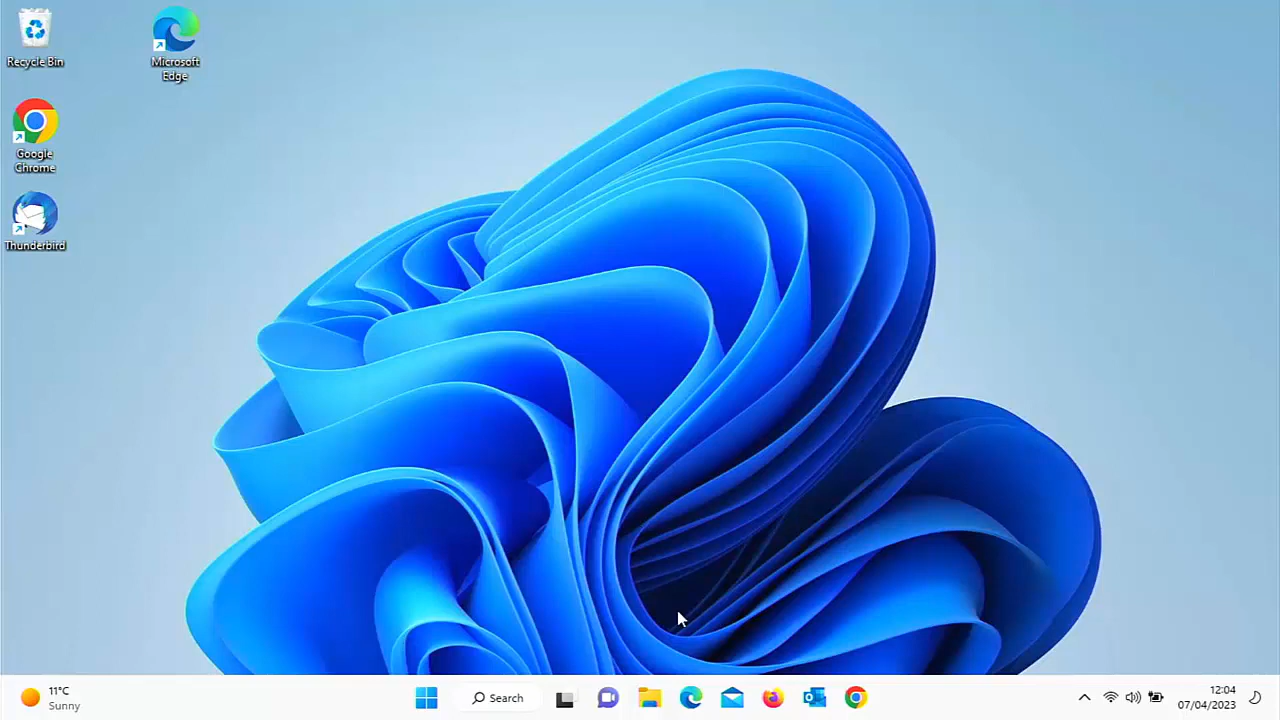 Recycle Bin
Microsoft
Edge
Google
Chrome
Thunderbird
11°C
Sunny
Search
12:04
07/04/2023